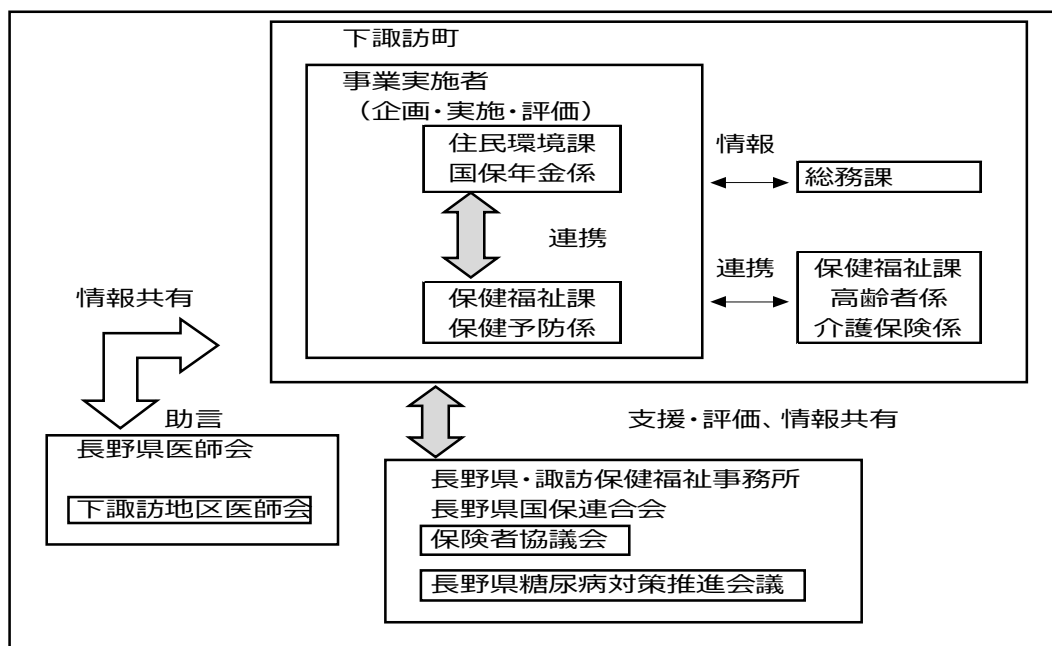 下諏訪町
事業実施者
（企画・実施・評価）
住民環境課
国保年金係
情報
総務課
連携
連携
保健福祉課
高齢者係
介護保険係
保健福祉課
保健予防係
情報共有
助言
支援・評価、情報共有
長野県医師会
下諏訪地区医師会
長野県・諏訪保健福祉事務所
長野県国保連合会
保険者協議会
長野県糖尿病対策推進会議